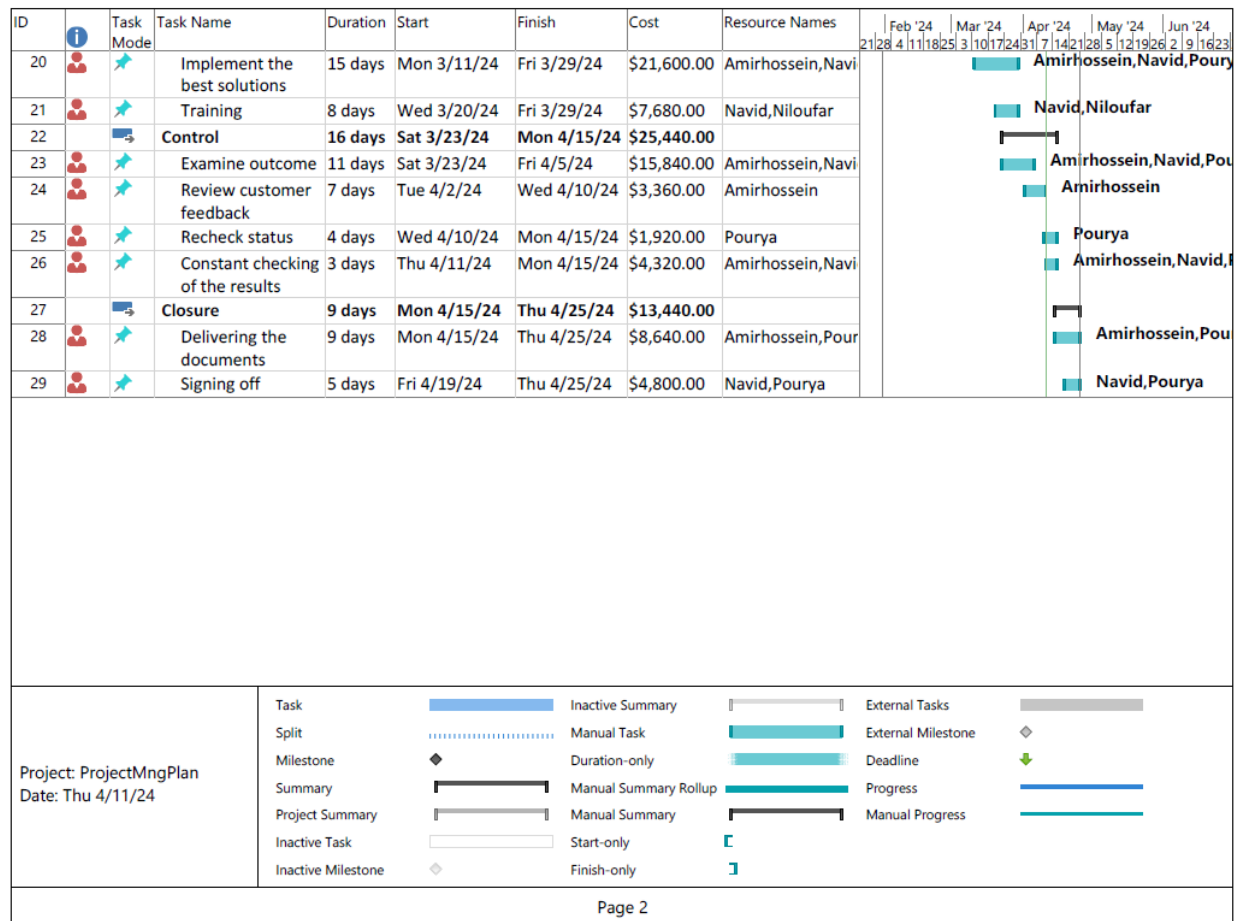 ID Task Mode Task Name Duration Start Finish Cost Resource Names
Feb '24 Mar '24 Apr '24 May '24 Jun '24
21 28 4 11 18 25 3 10 17 24 31 7 14 21 28 5 12 19 26 2 9 16 23
20 Implement the best solutions 15 days Mon 3/11/24 Fri 3/29/24 $21,600.00 Amirhossein,Navi Amirhossein,Navid,Poury
21 Training 8 days Wed 3/20/24 Fri 3/29/24 $7,680.00 Navid,Niloufar Navid,Niloufar
22 Control 16 days Sat 3/23/24 Mon 4/15/24 $25,440.00
23 Examine outcome 11 days Sat 3/23/24 Fri 4/5/24 $15,840.00 Amirhossein,Navi Amirhossein,Navid,Pou
24 Review customer feedback 7 days Tue 4/2/24 Wed 4/10/24 $3,360.00 Amirhossein Amirhossein
25 Recheck status 4 days Wed 4/10/24 Mon 4/15/24 $1,920.00 Pourya Pourya
26 Constant checking of the results 3 days Thu 4/11/24 Mon 4/15/24 $4,320.00 Amirhossein,Navi Amirhossein,Navid,
27 Closure 9 days Mon 4/15/24 Thu 4/25/24 $13,440.00
28 Delivering the documents 9 days Mon 4/15/24 Thu 4/25/24 $8,640.00 Amirhossein,Pour Amirhossein,Pou
29 Signing off 5 days Fri 4/19/24 Thu 4/25/24 $4,800.00 Navid,Pourya Navid,Pourya
Project: ProjectMngPlan
Date: Thu 4/11/24
Task
Split
Milestone
Summary
Project Summary
Inactive Task
Inactive Milestone
Inactive Summary
Manual Task
Duration-only
Manual Summary Rollup
Manual Summary
Start-only
Finish-only
External Tasks
External Milestone
Deadline
Progress
Manual Progress
Page 2